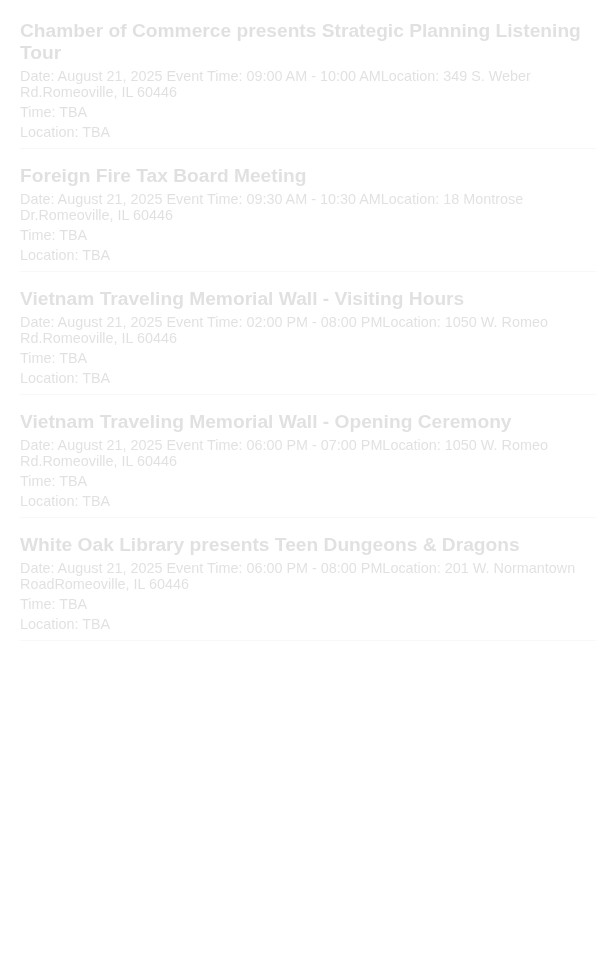 Chamber of Commerce presents Strategic Planning Listening
Tour
Date: August 21, 2025 Event Time: 09:00 AM - 10:00 AMLocation: 349 S. Weber
Rd.Romeoville, IL 60446
Time: TBA
Location: TBA
Foreign Fire Tax Board Meeting
Date: August 21, 2025 Event Time: 09:30 AM - 10:30 AMLocation: 18 Montrose
Dr.Romeoville, IL 60446
Time: TBA
Location: TBA
Vietnam Traveling Memorial Wall - Visiting Hours
Date: August 21, 2025 Event Time: 02:00 PM - 08:00 PMLocation: 1050 W. Romeo
Rd.Romeoville, IL 60446
Time: TBA
Location: TBA
Vietnam Traveling Memorial Wall - Opening Ceremony
Date: August 21, 2025 Event Time: 06:00 PM - 07:00 PMLocation: 1050 W. Romeo
Rd.Romeoville, IL 60446
Time: TBA
Location: TBA
White Oak Library presents Teen Dungeons & Dragons
Date: August 21, 2025 Event Time: 06:00 PM - 08:00 PMLocation: 201 W. Normantown
RoadRomeoville, IL 60446
Time: TBA
Location: TBA